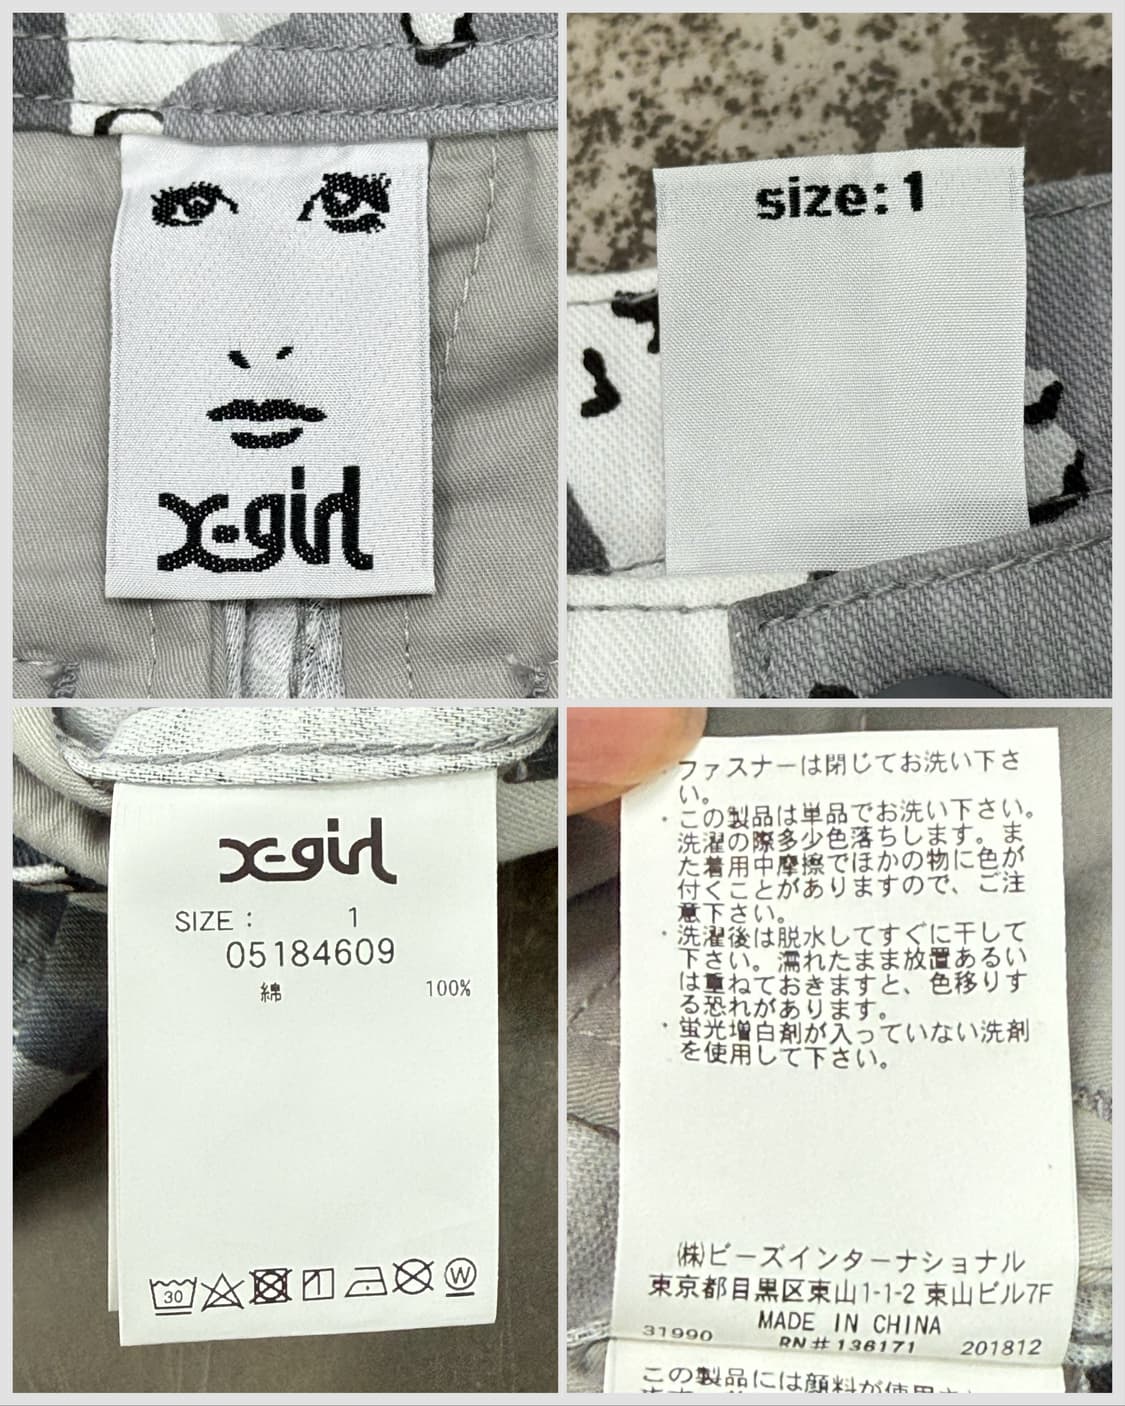 x-girl
size: 1
x-girl
SIZE : 1
05184609
綿 100%
30
W
・ファスナーは閉じてお洗い下さ
い。
・この製品は単品でお洗い下さい。
洗濯の際多少色落ちします。ま
た着用中摩擦でほかの物に色が
付くことがありますので、ご注
意下さい。
・洗濯後は脱水してすぐに干して
下さい。濡れたまま放置あるい
は重ねておきますと、色移りす
る恐れがあります。
・蛍光増白剤が入っていない洗剤
を使用して下さい。
㈱ビーズインターナショナル
東京都目黒区東山1-1-2 東山ビル7F
MADE IN CHINA
31990 RN#136171 201812
この製品には顔料が使用